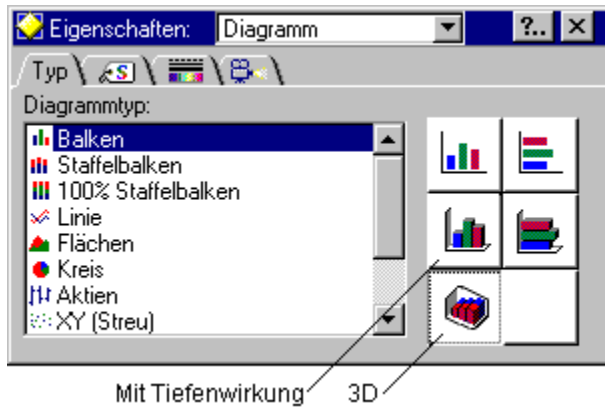 Eigenschaften: Diagramm ?..
Typ S
Diagrammtyp:
Balken
Staffelbalken
100% Staffelbalken
Linie
Flächen
Kreis
Aktien
XY (Streu)
Mit Tiefenwirkung 3D